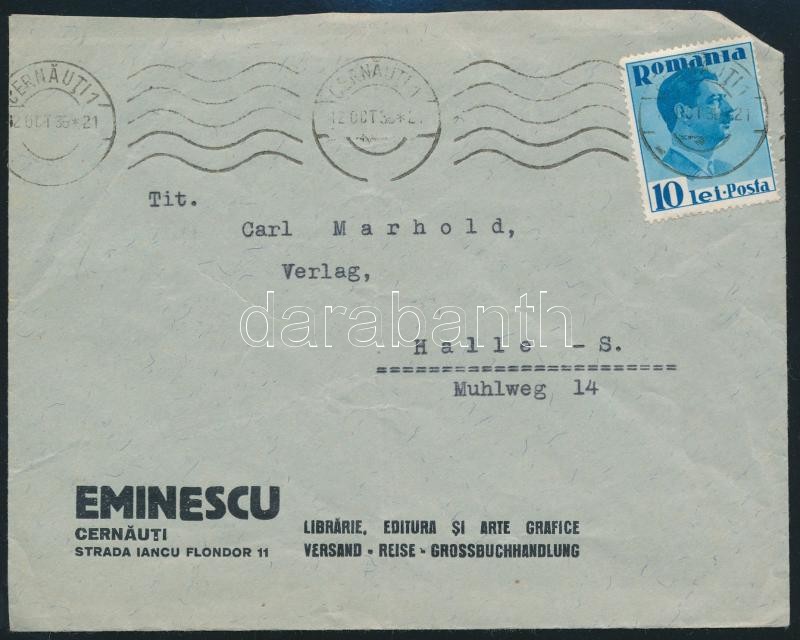 CERNĂUŢI 1
12 OCT 36 * 21
CERNĂUŢI 1
12 OCT 36 * 21
Romania
10 lei·Posta
Tit.
Carl Marhold,
Verlag,
darabanth
Halle - S.
=======================
Muhlweg 14
EMINESCU
CERNĂUŢI
STRADA IANCU FLONDOR 11
LIBRĂRIE, EDITURA ŞI ARTE GRAFICE
VERSAND - REISE - GROSSBUCHHANDLUNG